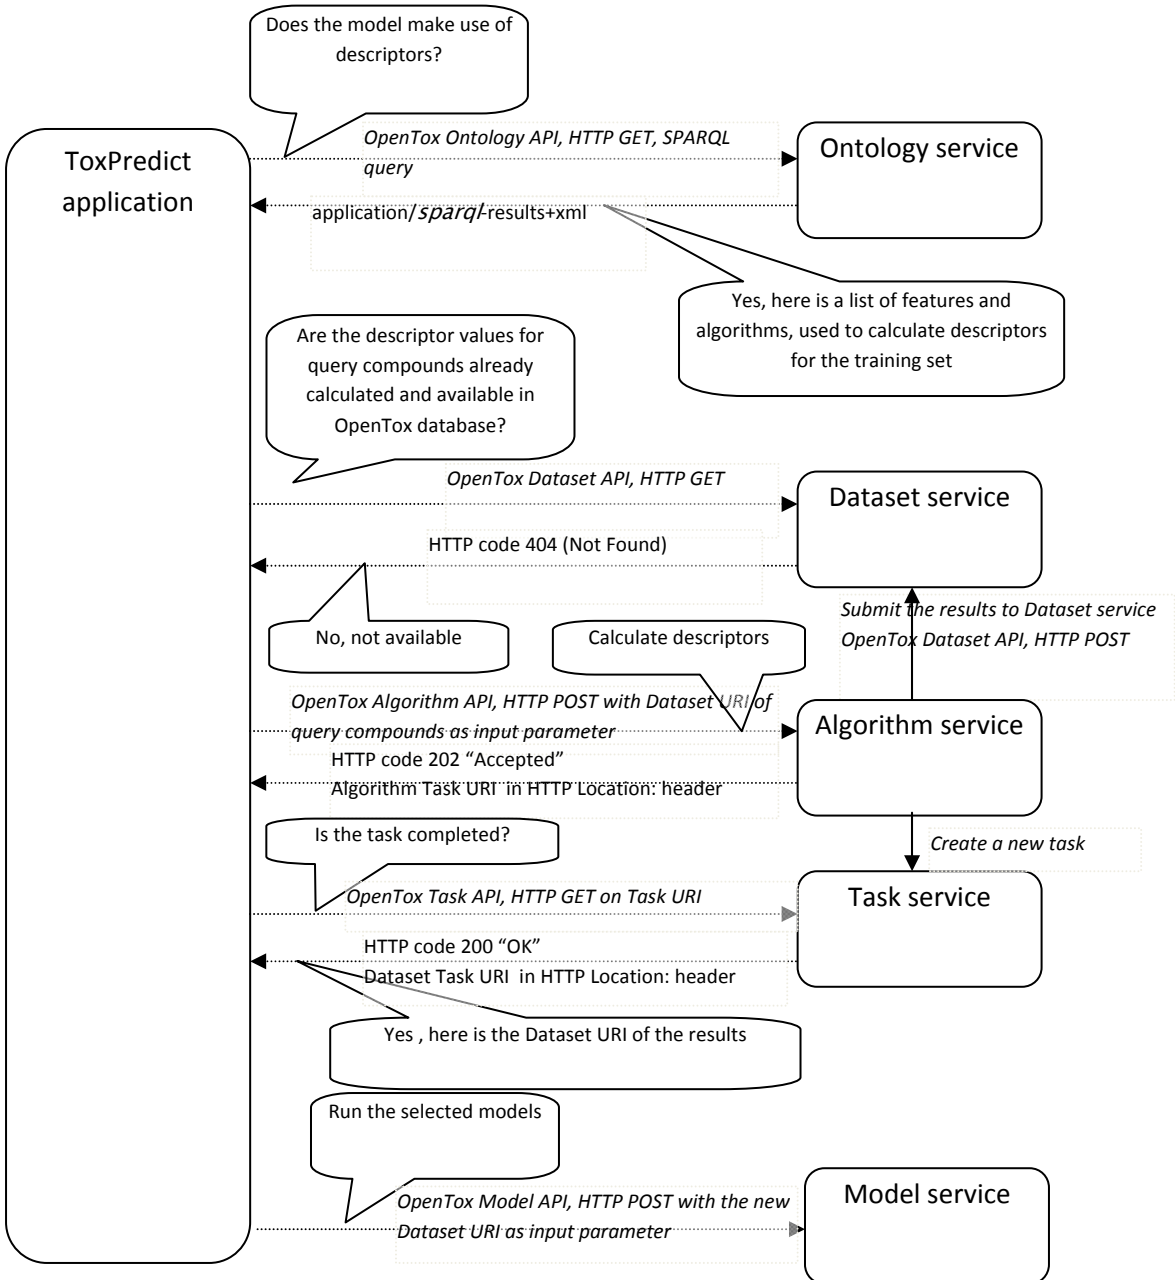 Does the model make use of
descriptors?
ToxPredict
application
OpenTox Ontology API, HTTP GET, SPARQL
query
Ontology service
application/sparql-results+xml
Yes, here is a list of features and
algorithms, used to calculate descriptors
for the training set
Are the descriptor values for
query compounds already
calculated and available in
OpenTox database?
OpenTox Dataset API, HTTP GET
Dataset service
HTTP code 404 (Not Found)
No, not available
Submit the results to Dataset service
OpenTox Dataset API, HTTP POST
Calculate descriptors
OpenTox Algorithm API, HTTP POST with Dataset URI of
query compounds as input parameter
Algorithm service
HTTP code 202 “Accepted”
Algorithm Task URI in HTTP Location: header
Is the task completed?
Create a new task
OpenTox Task API, HTTP GET on Task URI
Task service
HTTP code 200 “OK”
Dataset Task URI in HTTP Location: header
Yes , here is the Dataset URI of the results
Run the selected models
OpenTox Model API, HTTP POST with the new
Dataset URI as input parameter
Model service